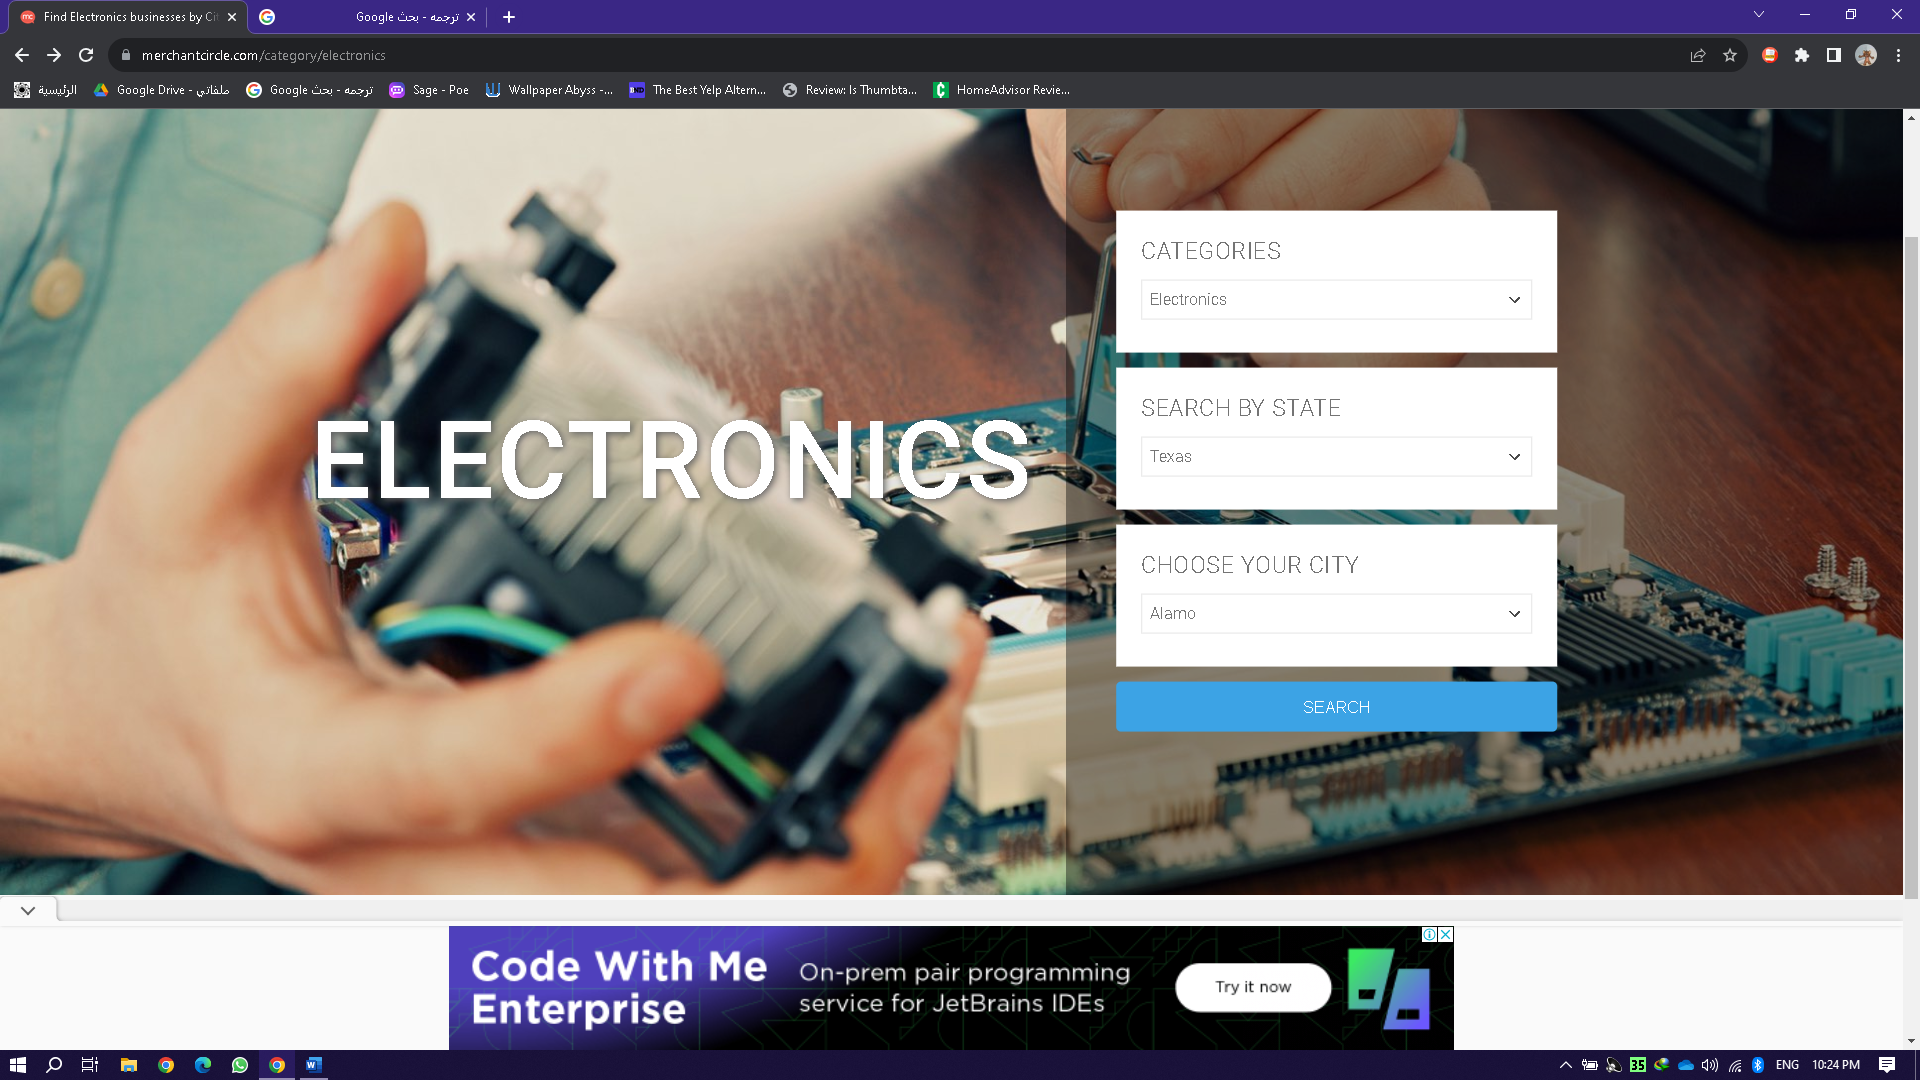 Find Electronics businesses by Cit
ترجمه - بحث Google
merchantcircle.com/category/electronics
الرئيسية
ملفاتي - Google Drive
ترجمه - بحث Google
Sage - Poe
Wallpaper Abyss -...
The Best Yelp Altern...
Review: Is Thumbta...
HomeAdvisor Revie...
ELECTRONICS
CATEGORIES
Electronics
SEARCH BY STATE
Texas
CHOOSE YOUR CITY
Alamo
SEARCH
Code With Me
Enterprise
On-prem pair programming
service for JetBrains IDEs
Try it now
35
ENG
10:24 PM